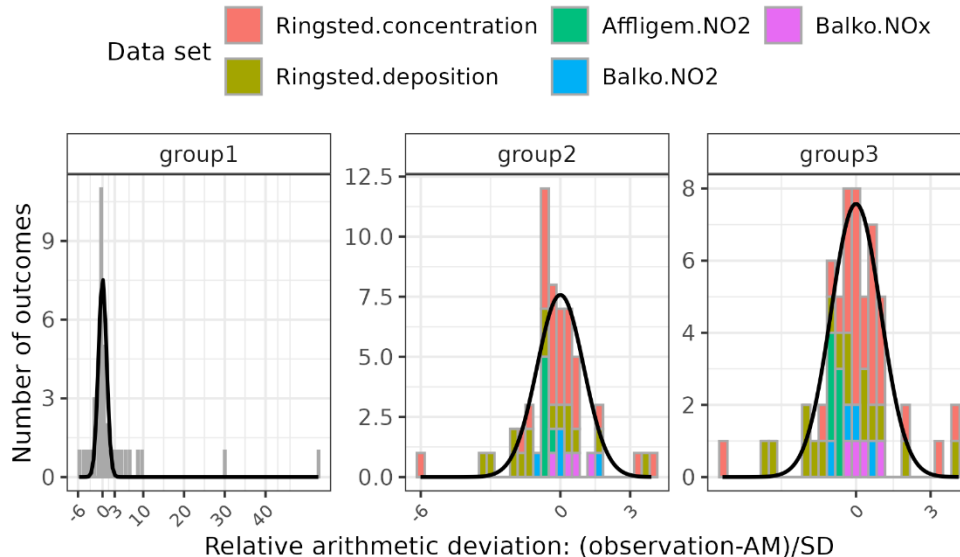 Data set
Ringsted.concentration Affligem.NO2 Balko.NOx
Ringsted.deposition Balko.NO2
group1 group2 group3
Number of outcomes
9
6
3
0
-6 0 3 10 20 30 40
12.5
10.0
7.5
5.0
2.5
0.0
-6 0 3
8
6
4
2
0
0 3
Relative arithmetic deviation: (observation-AM)/SD